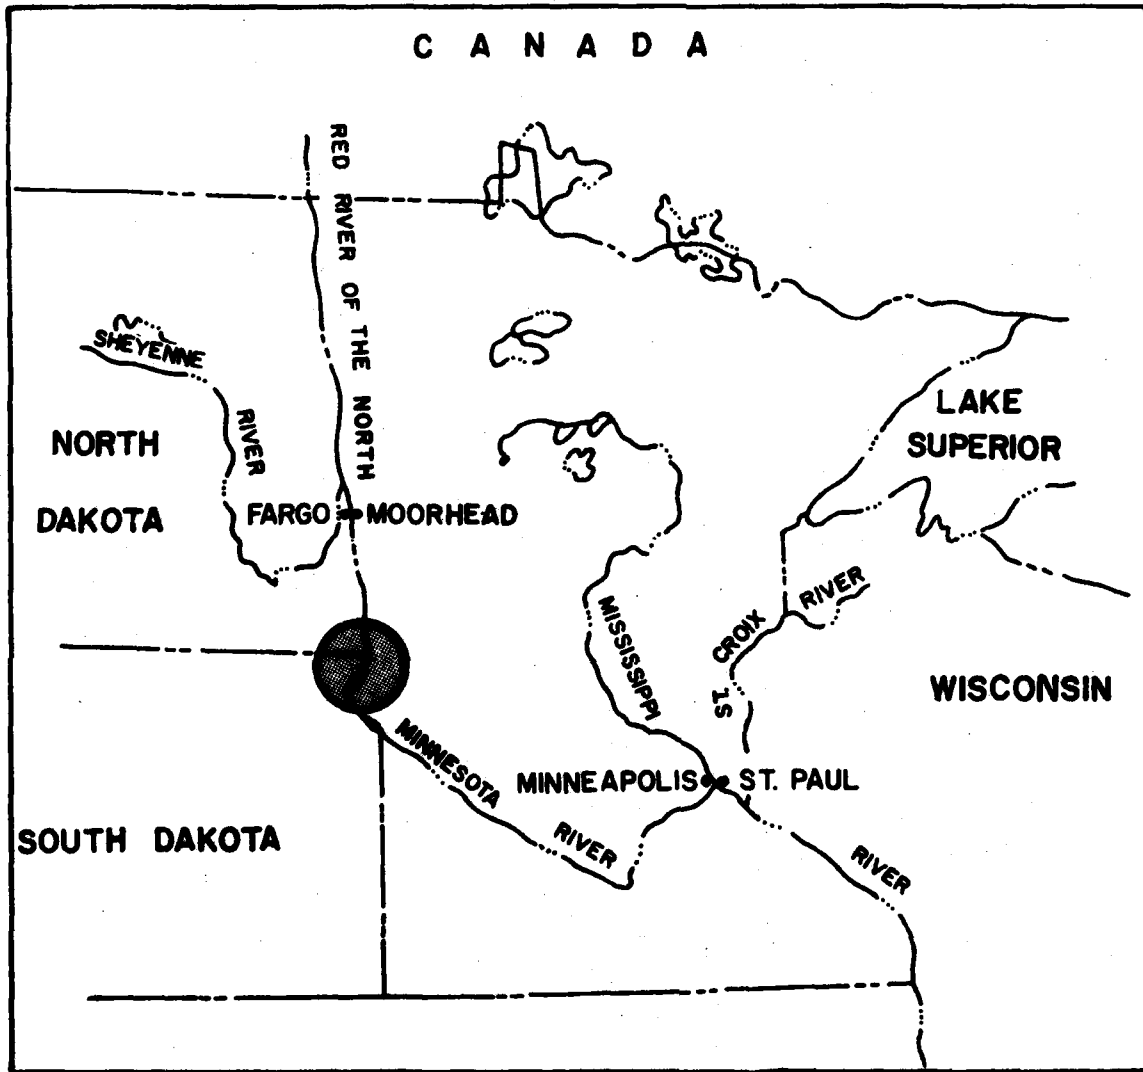 CANADA
RED RIVER OF THE NORTH
SHEYENNE
RIVER
NORTH
DAKOTA
LAKE
SUPERIOR
FARGO MOORHEAD
MISSISSIPPI
ST. CROIX RIVER
WISCONSIN
MINNESOTA
RIVER
MINNEAPOLIS ST. PAUL
SOUTH DAKOTA
RIVER